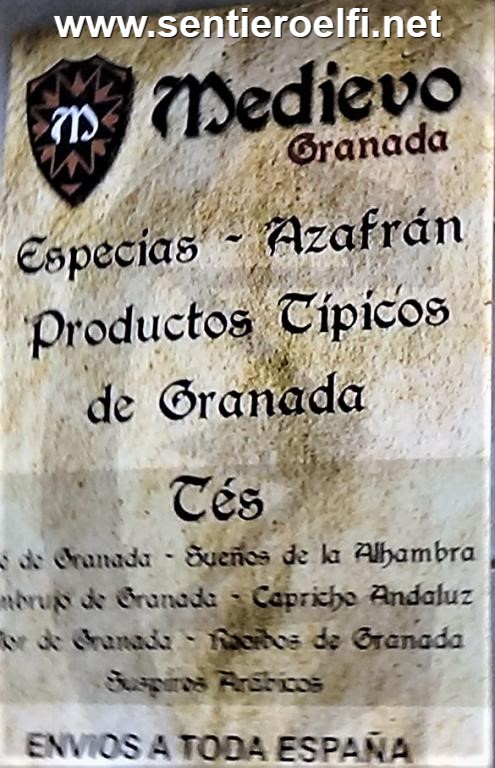 www.sentieroelfi.net
M
Medievo
Granada
Especias - Azafrán
Productos Típicos
de Granada
Tés
de Granada - Sueños de la Alhambra
de Granada - Capricho Andaluz
de Granada - de Granada
Suspiros Arábicos
ENVIOS A TODA ESPAÑA